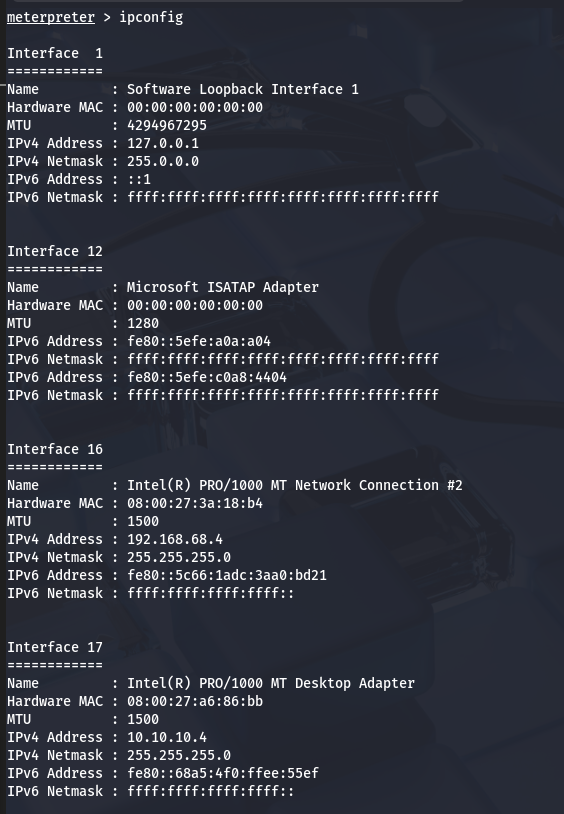 meterpreter > ipconfig
Interface  1
============
Name         : Software Loopback Interface 1
Hardware MAC : 00:00:00:00:00:00
MTU          : 4294967295
IPv4 Address : 127.0.0.1
IPv4 Netmask : 255.0.0.0
IPv6 Address : ::1
IPv6 Netmask : ffff:ffff:ffff:ffff:ffff:ffff:ffff:ffff
Interface 12
============
Name         : Microsoft ISATAP Adapter
Hardware MAC : 00:00:00:00:00:00
MTU          : 1280
IPv6 Address : fe80::5efe:a0a:a04
IPv6 Netmask : ffff:ffff:ffff:ffff:ffff:ffff:ffff:ffff
IPv6 Address : fe80::5efe:c0a8:4404
IPv6 Netmask : ffff:ffff:ffff:ffff:ffff:ffff:ffff:ffff
Interface 16
============
Name         : Intel(R) PRO/1000 MT Network Connection #2
Hardware MAC : 08:00:27:3a:18:b4
MTU          : 1500
IPv4 Address : 192.168.68.4
IPv4 Netmask : 255.255.255.0
IPv6 Address : fe80::5c66:1adc:3aa0:bd21
IPv6 Netmask : ffff:ffff:ffff:ffff::
Interface 17
============
Name         : Intel(R) PRO/1000 MT Desktop Adapter
Hardware MAC : 08:00:27:a6:86:bb
MTU          : 1500
IPv4 Address : 10.10.10.4
IPv4 Netmask : 255.255.255.0
IPv6 Address : fe80::68a5:4f0:ffee:55ef
IPv6 Netmask : ffff:ffff:ffff:ffff::